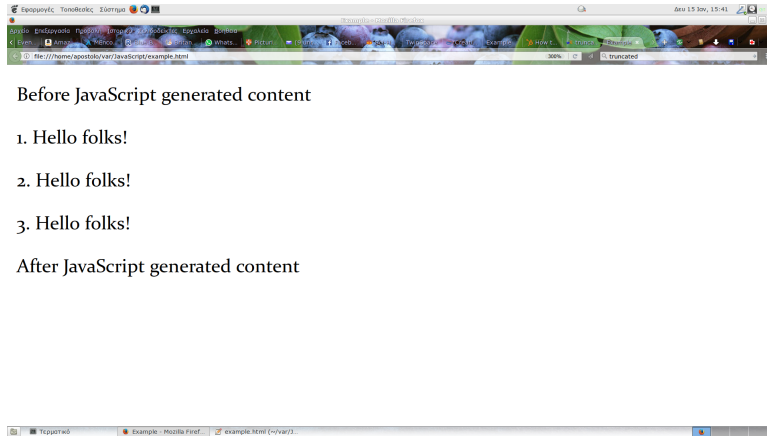 Εφαρμογές Τοποθεσίες Σύστημα Δευ 15 Ιαν, 15:41
Example - Mozilla Firefox
Αρχείο Επεξεργασία Προβολή Ιστορικό Σελιδοδείκτες Εργαλεία Βοήθεια
Whats...
file:///home/apostolo/var/JavaScript/example.html 300% truncated
Before JavaScript generated content
1. Hello folks!
2. Hello folks!
3. Hello folks!
After JavaScript generated content
Τερματικό Example - Mozilla Firef... example.html (~/var/J...